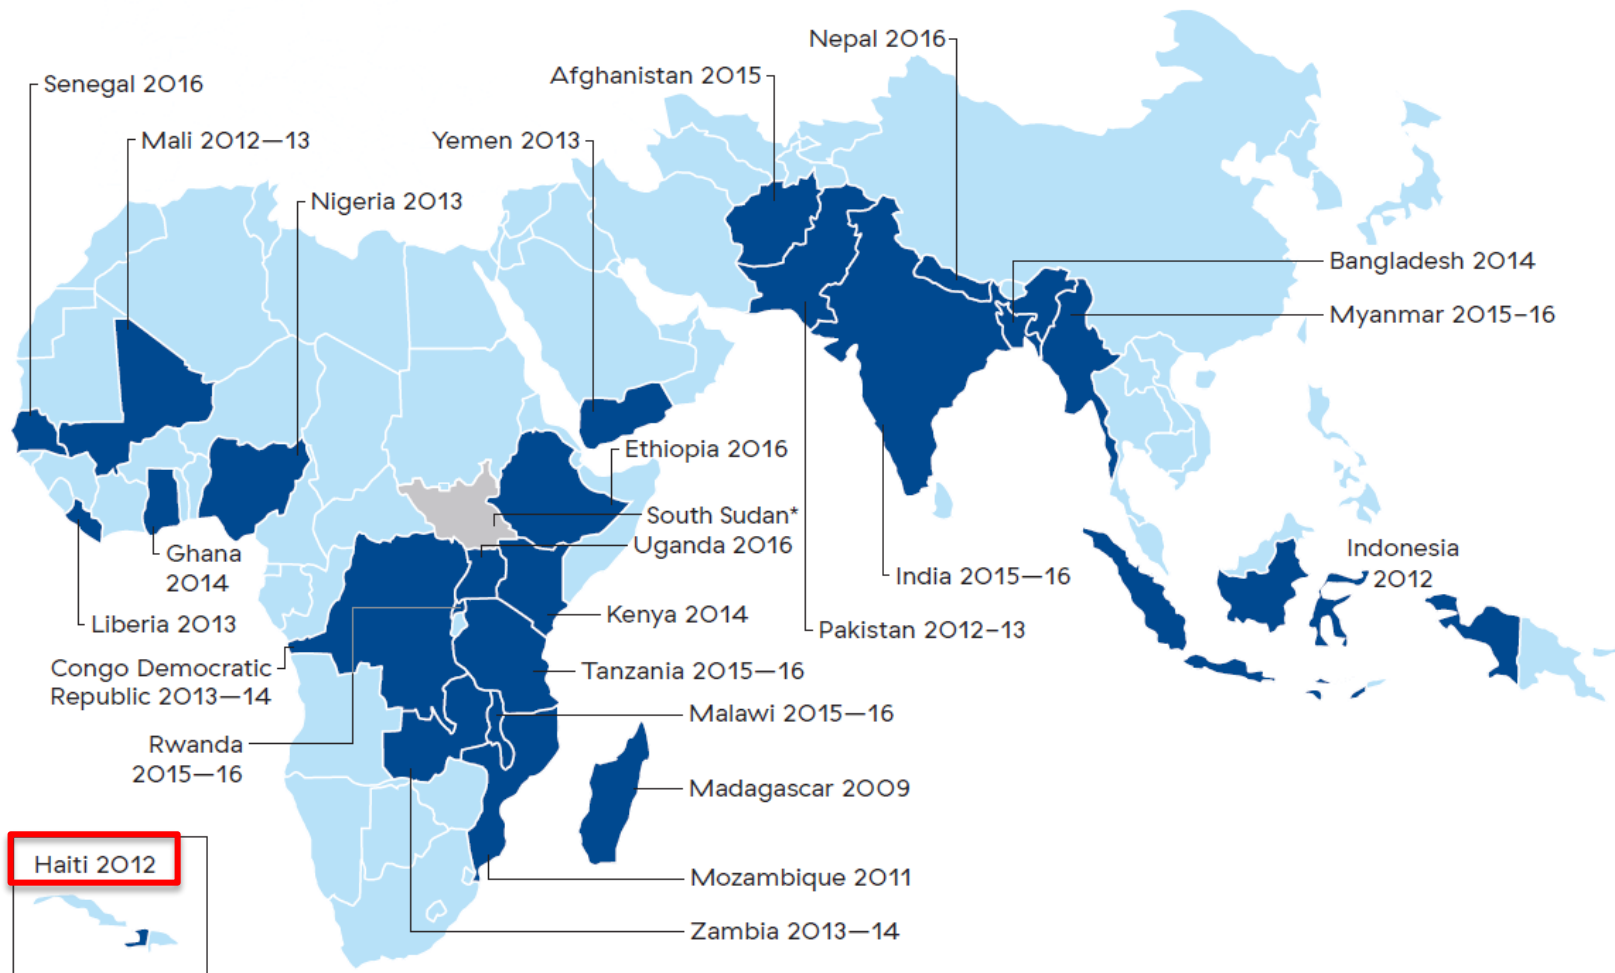 Nepal 2016
Afghanistan 2015
Senegal 2016
Mali 2012–13
Yemen 2013
Nigeria 2013
Bangladesh 2014
Myanmar 2015–16
Ethiopia 2016
South Sudan*
Uganda 2016
Ghana
2014
Indonesia
2012
India 2015–16
Kenya 2014
Liberia 2013
Pakistan 2012–13
Congo Democratic
Republic 2013–14
Tanzania 2015–16
Malawi 2015–16
Rwanda
2015–16
Madagascar 2009
Haiti 2012
Mozambique 2011
Zambia 2013–14